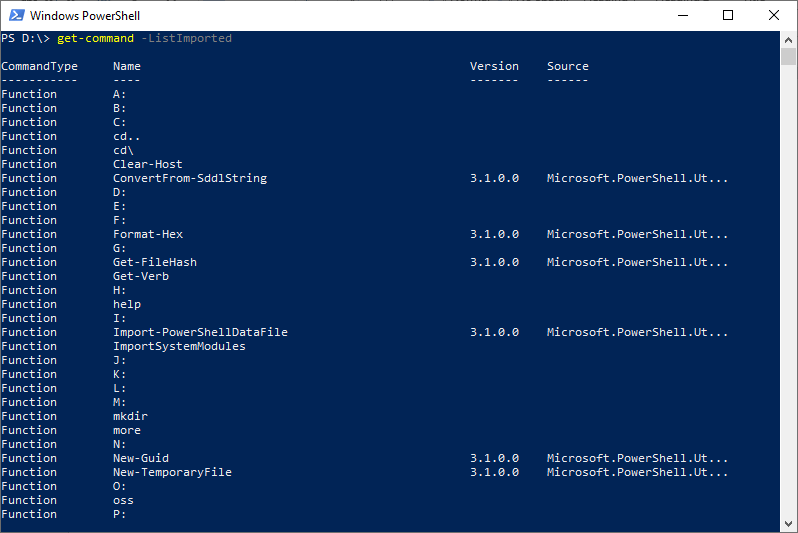 Windows PowerShell
PS D:\> get-command -ListImported
CommandType Name Version Source
----------- ---- ------- ------
Function A:
Function B:
Function C:
Function cd..
Function cd\
Function Clear-Host
Function ConvertFrom-SddlString 3.1.0.0 Microsoft.PowerShell.Ut...
Function D:
Function E:
Function F:
Function Format-Hex 3.1.0.0 Microsoft.PowerShell.Ut...
Function G:
Function Get-FileHash 3.1.0.0 Microsoft.PowerShell.Ut...
Function Get-Verb
Function H:
Function help
Function I:
Function Import-PowerShellDataFile 3.1.0.0 Microsoft.PowerShell.Ut...
Function ImportSystemModules
Function J:
Function K:
Function L:
Function M:
Function mkdir
Function more
Function N:
Function New-Guid 3.1.0.0 Microsoft.PowerShell.Ut...
Function New-TemporaryFile 3.1.0.0 Microsoft.PowerShell.Ut...
Function O:
Function oss
Function P: